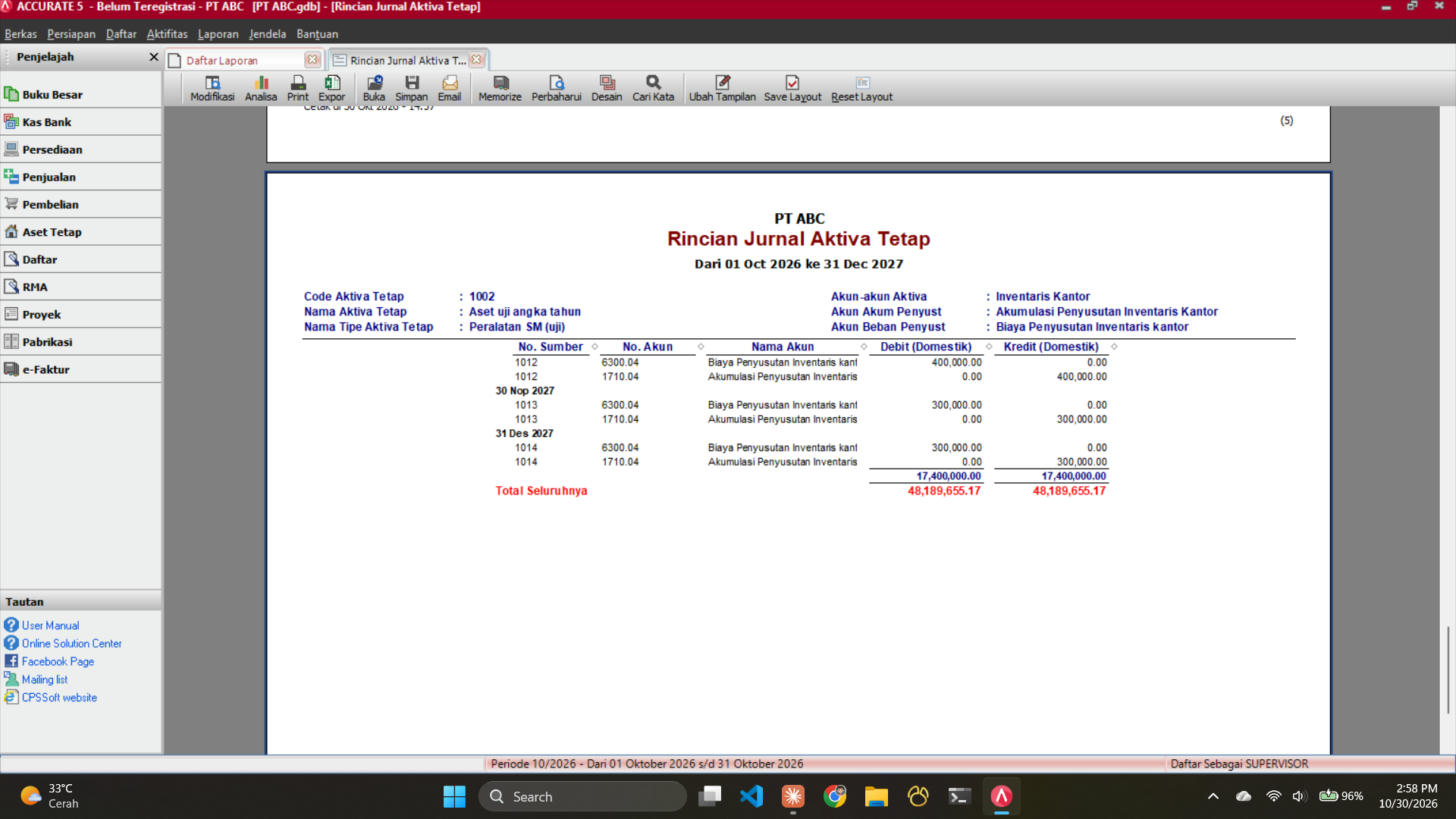 ACCURATE 5 - Belum Teregistrasi - PT ABC [PT ABC.gdb] - [Rincian Jurnal Aktiva Tetap]
Berkas Persiapan Daftar Aktifitas Laporan Jendela Bantuan
Penjelajah
Daftar Laporan
Rincian Jurnal Aktiva T...
Modifikasi Analisa Print Expor Buka Simpan Email Memorize Perbaharui Desain Cari Kata Ubah Tampilan Save Layout Reset Layout
Buku Besar
Kas Bank
Persediaan
Penjualan
Pembelian
Aset Tetap
Daftar
RMA
Proyek
Pabrikasi
e-Faktur
Tautan
User Manual
Online Solution Center
Facebook Page
Mailing list
CPSSoft website
(5)
PT ABC
Rincian Jurnal Aktiva Tetap
Dari 01 Oct 2026 ke 31 Dec 2027
Code Aktiva Tetap : 1002 Akun-akun Aktiva : Inventaris Kantor
Nama Aktiva Tetap : Aset uji angka tahun Akun Akum Penyust : Akumulasi Penyusutan Inventaris Kantor
Nama Tipe Aktiva Tetap : Peralatan SM (uji) Akun Beban Penyust : Biaya Penyusutan Inventaris kantor
No. Sumber No. Akun Nama Akun Debit (Domestik) Kredit (Domestik)
1012 6300.04 Biaya Penyusutan Inventaris kant 400,000.00 0.00
1012 1710.04 Akumulasi Penyusutan Inventaris 0.00 400,000.00
30 Nop 2027
1013 6300.04 Biaya Penyusutan Inventaris kant 300,000.00 0.00
1013 1710.04 Akumulasi Penyusutan Inventaris 0.00 300,000.00
31 Des 2027
1014 6300.04 Biaya Penyusutan Inventaris kant 300,000.00 0.00
1014 1710.04 Akumulasi Penyusutan Inventaris 0.00 300,000.00
17,400,000.00 17,400,000.00
Total Seluruhnya 48,189,655.17 48,189,655.17
Periode 10/2026 - Dari 01 Oktober 2026 s/d 31 Oktober 2026
Daftar Sebagai SUPERVISOR
33°C
Cerah
Search
96%
2:58 PM
10/30/2026